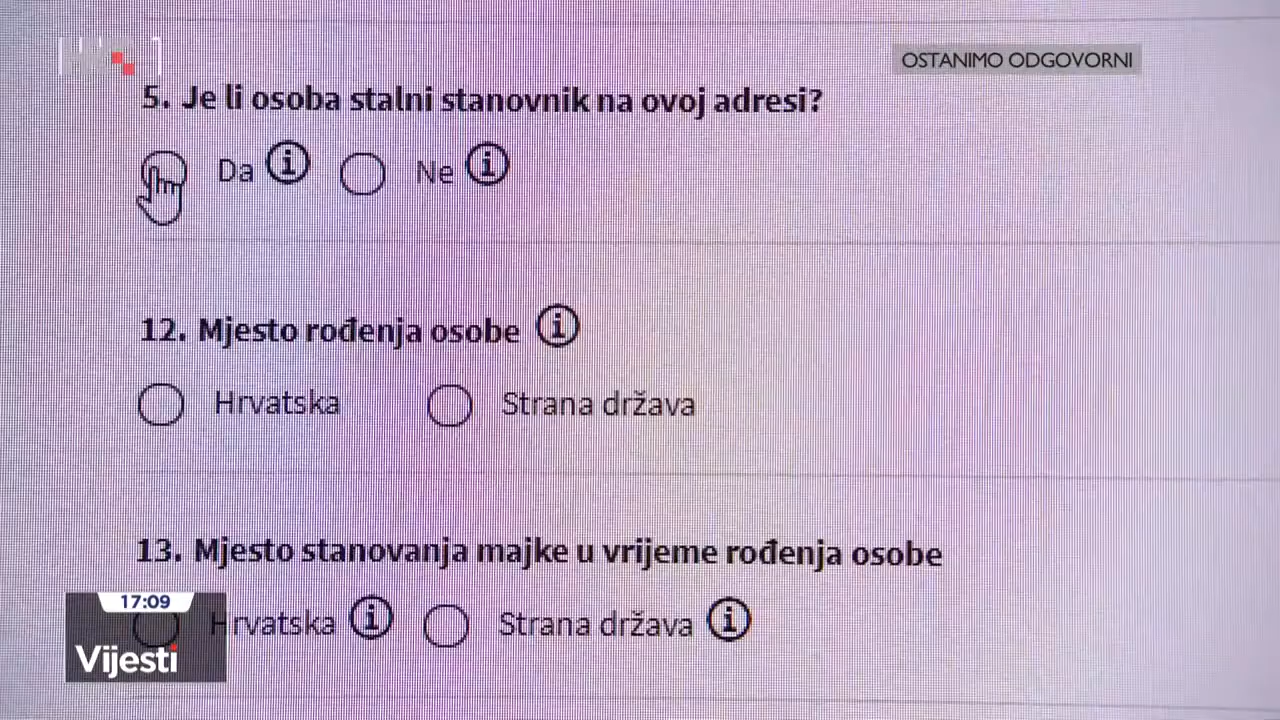 OSTANIMO ODGOVORNI
5. Je li osoba stalni stanovnik na ovoj adresi?
Da Ne
12. Mjesto rođenja osobe
Hrvatska Strana država
13. Mjesto stanovanja majke u vrijeme rođenja osobe
Hrvatska Strana država
17:09
Vijesti